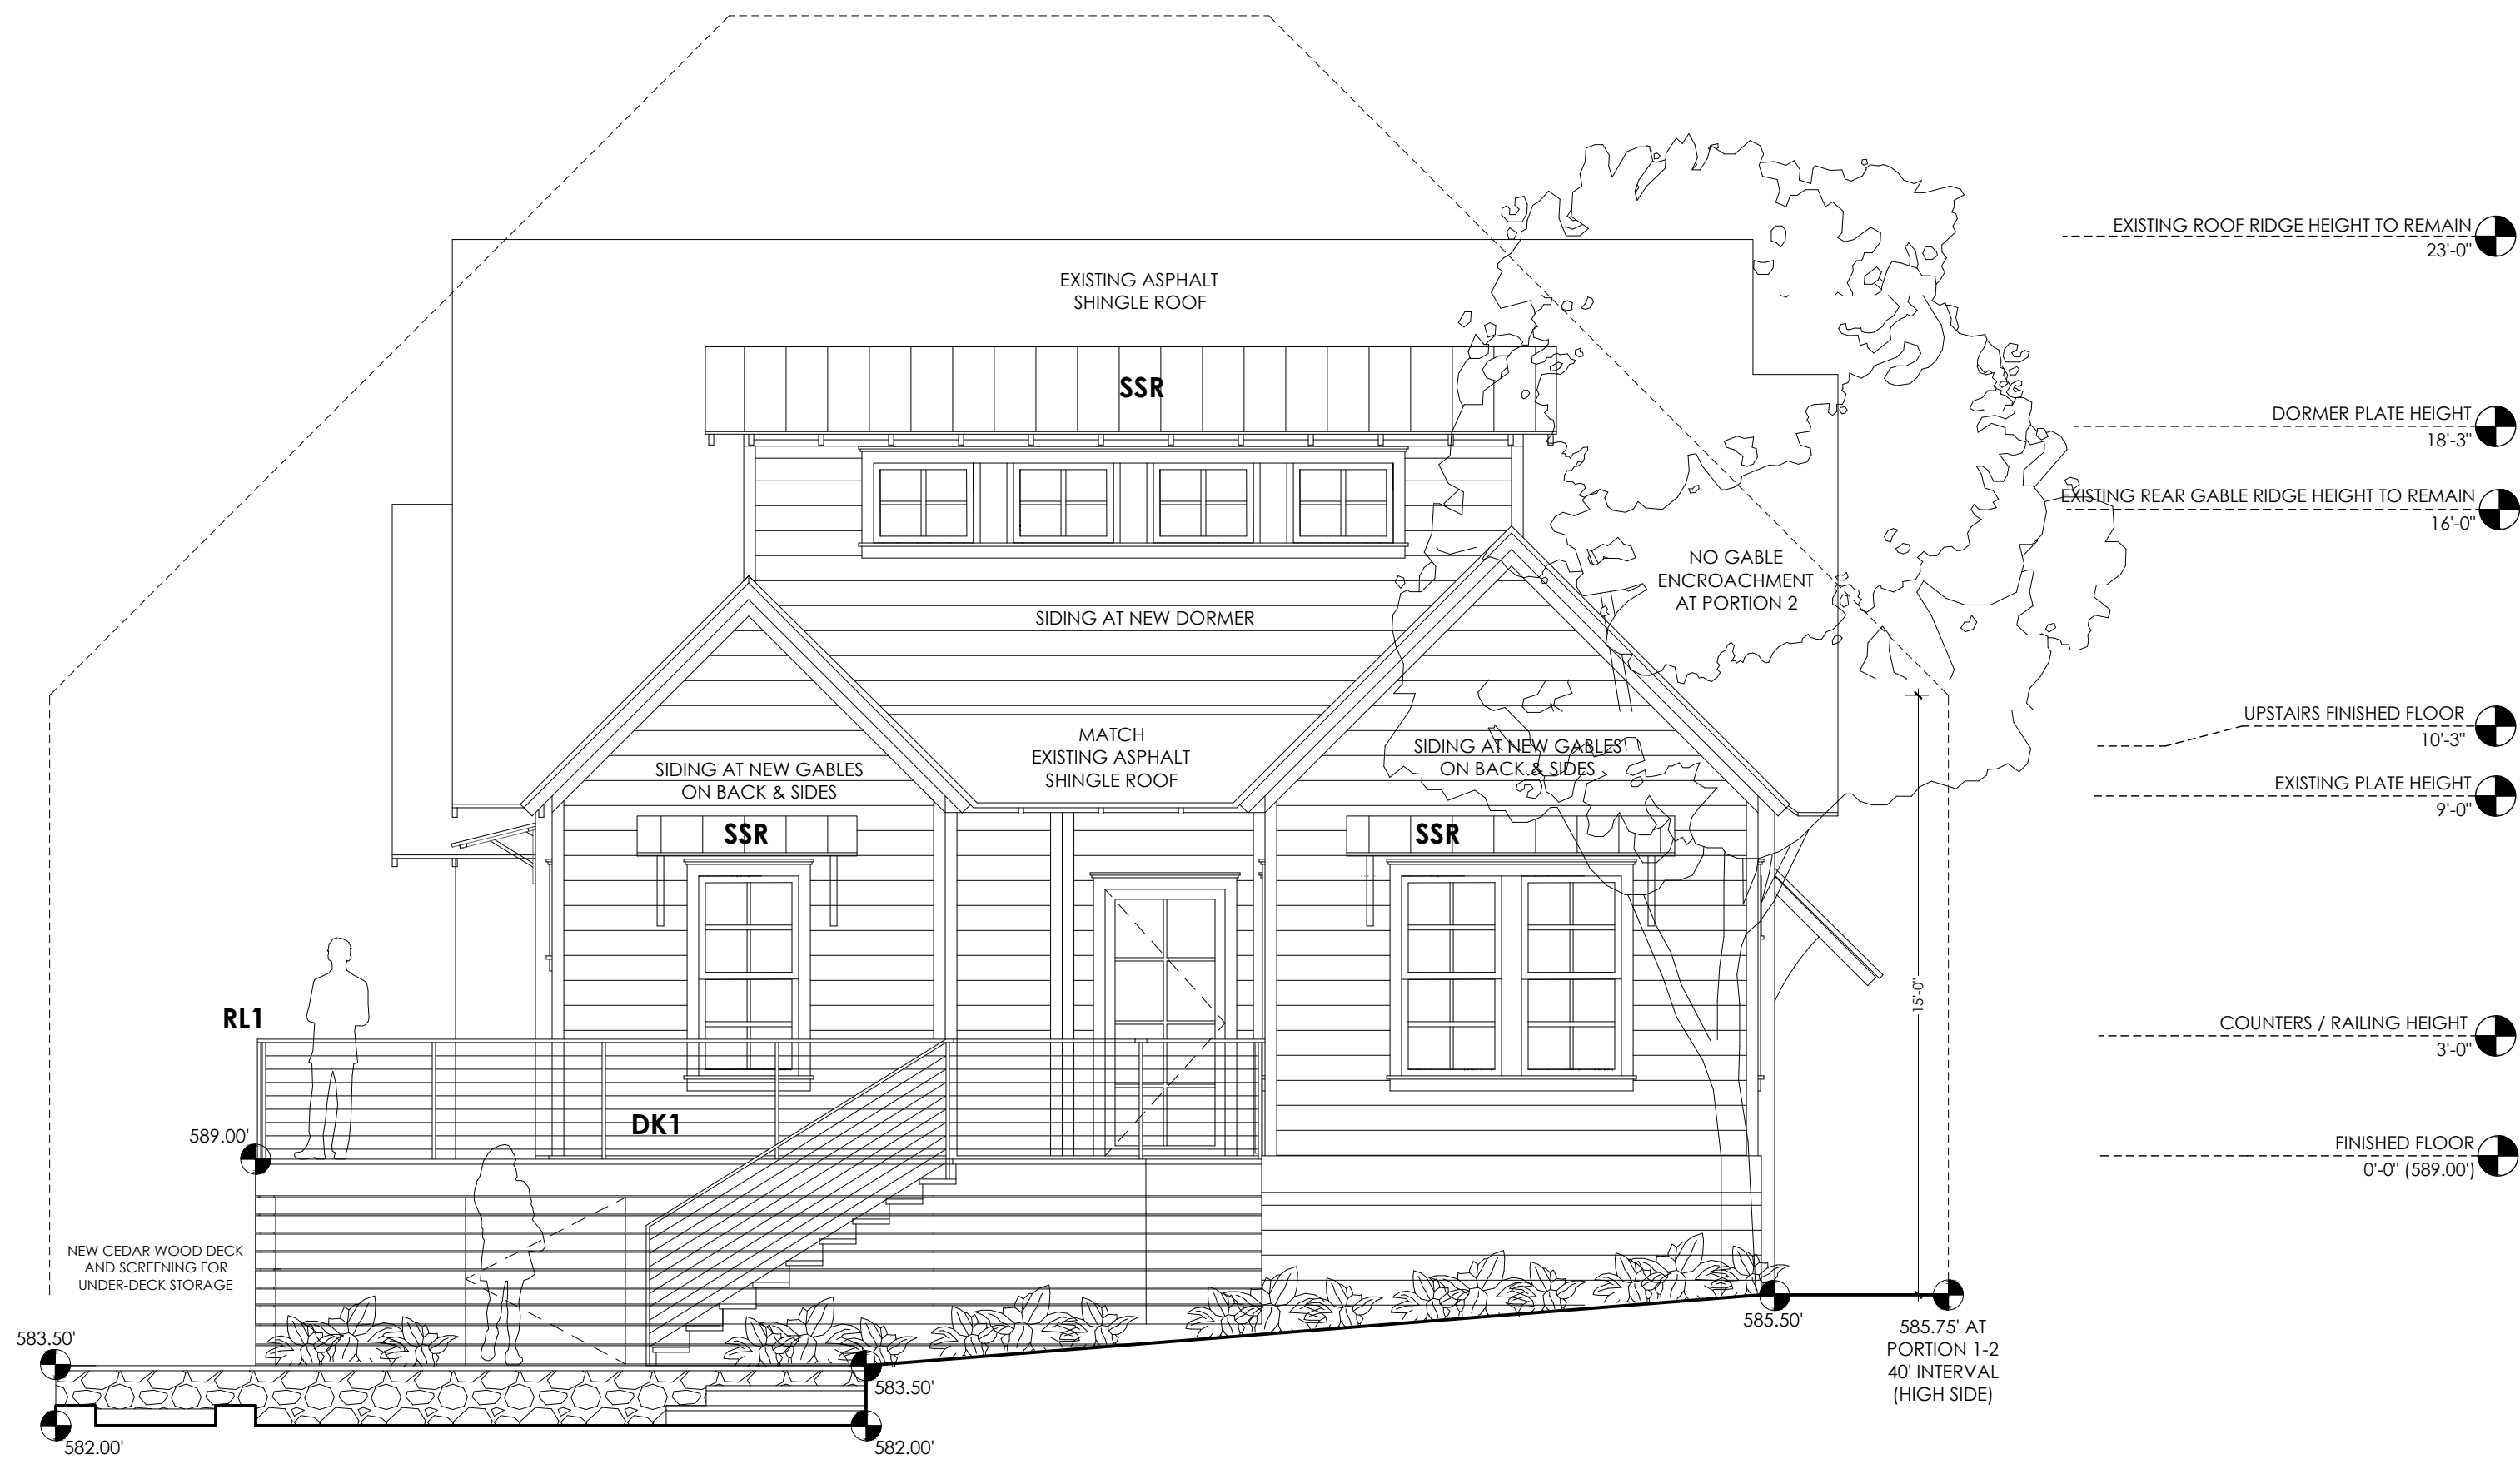 EXISTING ROOF RIDGE HEIGHT TO REMAIN
23'-0"
EXISTING ASPHALT
SHINGLE ROOF
SSR
DORMER PLATE HEIGHT
18'-3"
EXISTING REAR GABLE RIDGE HEIGHT TO REMAIN
16'-0"
NO GABLE
ENCROACHMENT
AT PORTION 2
SIDING AT NEW DORMER
UPSTAIRS FINISHED FLOOR
10'-3"
MATCH
EXISTING ASPHALT
SHINGLE ROOF
SIDING AT NEW GABLES
ON BACK & SIDES
SIDING AT NEW GABLES
ON BACK & SIDES
EXISTING PLATE HEIGHT
9'-0"
SSR
SSR
15'-0"
RL1
COUNTERS / RAILING HEIGHT
3'-0"
DK1
589.00'
FINISHED FLOOR
0'-0" (589.00')
NEW CEDAR WOOD DECK
AND SCREENING FOR
UNDER-DECK STORAGE
585.50'
585.75' AT
PORTION 1-2
40' INTERVAL
(HIGH SIDE)
583.50'
583.50'
582.00'
582.00'